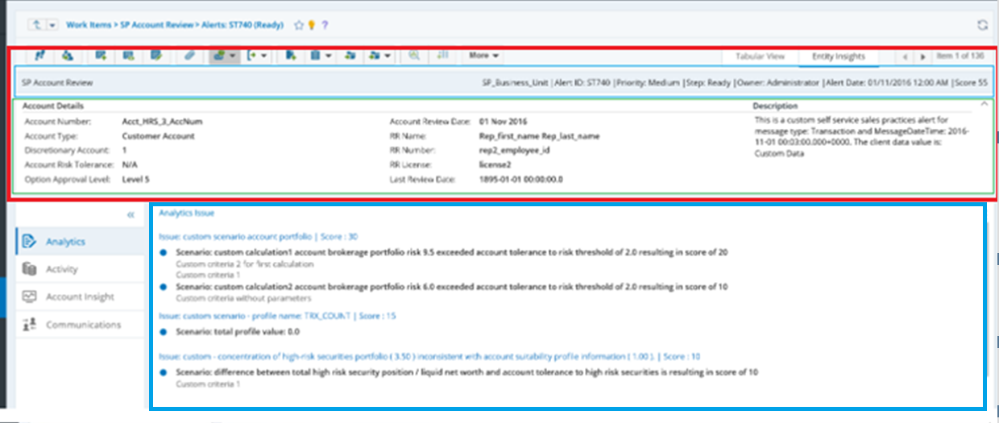 Work Items > SP Account Review > Alerts: ST740 (Ready)
More
Tabular View
Entity Insights
Item 1 of 136
SP Account Review
SP_Business_Unit |Alert ID: ST740 |Priority: Medium |Step: Ready |Owner: Administrator |Alert Date: 01/11/2016 12:00 AM |Score 55
Account Details
Account Number: Acct_HRS_3_AccNum
Account Type: Customer Account
Discretionary Account: 1
Account Risk Tolerance: N/A
Option Approval Level: Level 5
Account Review Date: 01 Nov 2016
RR Name: Rep_first_name Rep_last_name
RR Number: rep2_employee_id
RR License: license2
Last Review Date: 1895-01-01 00:00:00.0
Description
This is a custom self service sales practices alert for
message type: Transaction and MessageDateTime: 2016-
11-01 00:03:00.000+0000. The client data value is:
Custom Data
Analytics
Activity
Account Insight
Communications
Analytics Issue
Issue: custom scenario account portfolio | Score : 30
Scenario: custom calculation1 account brokerage portfolio risk 9.5 exceeded account tolerance to risk threshold of 2.0 resulting in score of 20
Custom criteria 2 for first calculation
Custom criteria 1
Scenario: custom calculation2 account brokerage portfolio risk 6.0 exceeded account tolerance to risk threshold of 2.0 resulting in score of 10
Custom criteria without parameters
Issue: custom scenario - profile name: TRX_COUNT | Score : 15
Scenario: total profile value: 0.0
Issue: custom - concentration of high-risk securities portfolio ( 3.50 ) inconsistent with account suitability profile information ( 1.00 ). | Score : 10
Scenario: difference between total high risk security position / liquid net worth and account tolerance to high risk securities is resulting in score of 10
Custom criteria 1